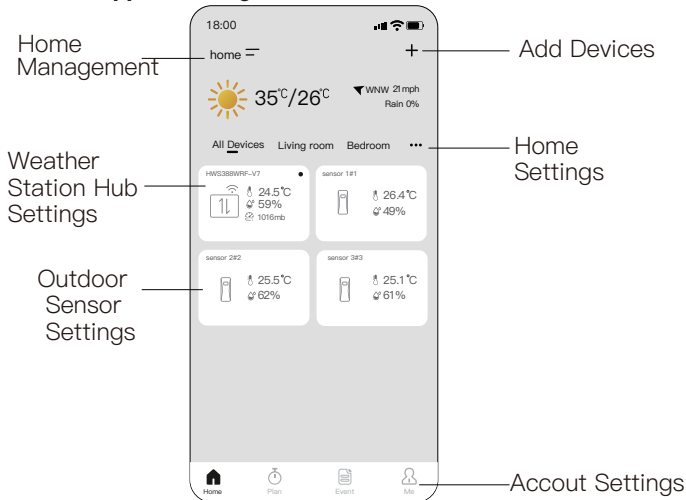 18:00
Home
Management
home
Add Devices
35°C/26°C
WNW 21mph
Rain 0%
All Devices Living room Bedroom •••
Home
Settings
Weather
Station Hub
Settings
HWS388WRF-V7
24.5°C
59%
1016mb
sensor 1#1
26.4°C
49%
sensor 2#2
25.5°C
62%
sensor 3#3
25.1°C
61%
Outdoor
Sensor
Settings
Home
Plan
Event
Me
Accout Settings